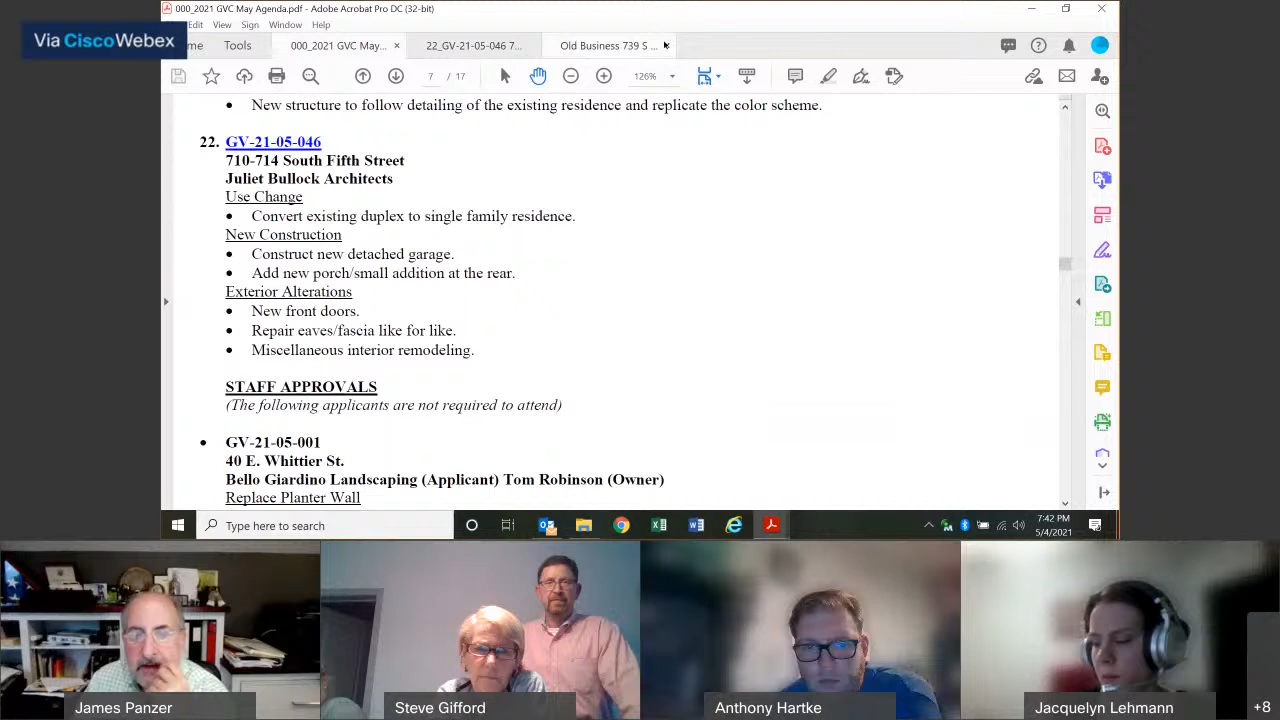 000_2021 GVC May Agenda.pdf - Adobe Acrobat Pro DC (32-bit)
Via CiscoWebex
Edit View Sign Window Help
me Tools 000_2021 GVC May... × 22_GV-21-05-046 7... Old Business 739 S ... ×
7 / 17 126%
• New structure to follow detailing of the existing residence and replicate the color scheme.
22. GV-21-05-046
710-714 South Fifth Street
Juliet Bullock Architects
Use Change
• Convert existing duplex to single family residence.
New Construction
• Construct new detached garage.
• Add new porch/small addition at the rear.
Exterior Alterations
• New front doors.
• Repair eaves/fascia like for like.
• Miscellaneous interior remodeling.
STAFF APPROVALS
(The following applicants are not required to attend)
• GV-21-05-001
40 E. Whittier St.
Bello Giardino Landscaping (Applicant) Tom Robinson (Owner)
Replace Planter Wall
Type here to search
7:42 PM
5/4/2021
James Panzer
Steve Gifford
Anthony Hartke
Jacquelyn Lehmann
+8